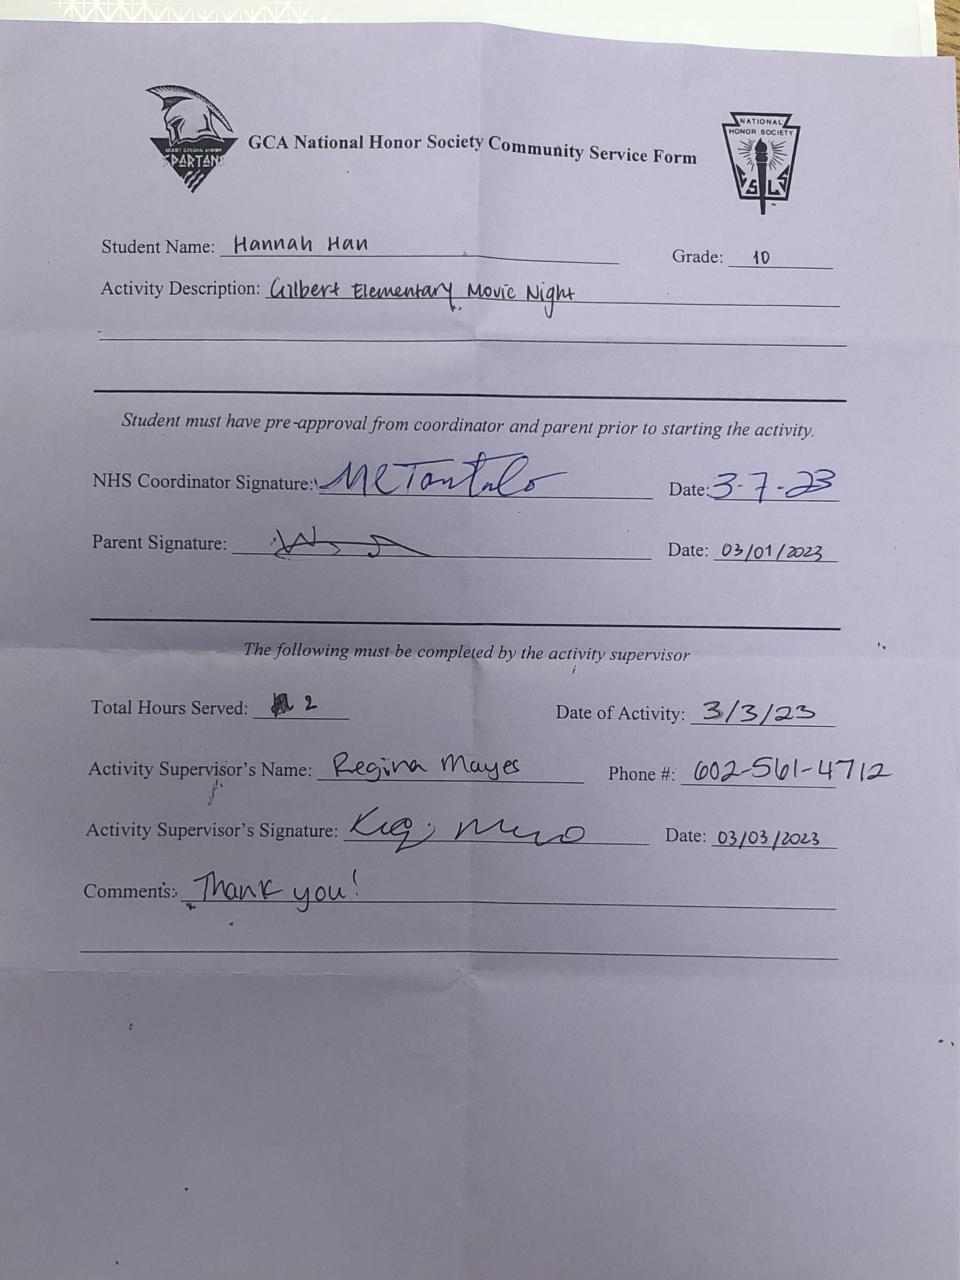 SPARTANS
GCA National Honor Society Community Service Form
NATIONAL
HONOR SOCIETY
C S L S
Student Name: Hannah Han Grade: 10
Activity Description: Gilbert Elementary Movie Night
Student must have pre-approval from coordinator and parent prior to starting the activity.
NHS Coordinator Signature: Date: 3-7-23
Parent Signature: Date: 03/01/2023
The following must be completed by the activity supervisor
Total Hours Served: 2 Date of Activity: 3/3/23
Activity Supervisor's Name: Regina Mayes Phone #: 602-561-4712
Activity Supervisor's Signature: Date: 03/03/2023
Comments: Thank you!